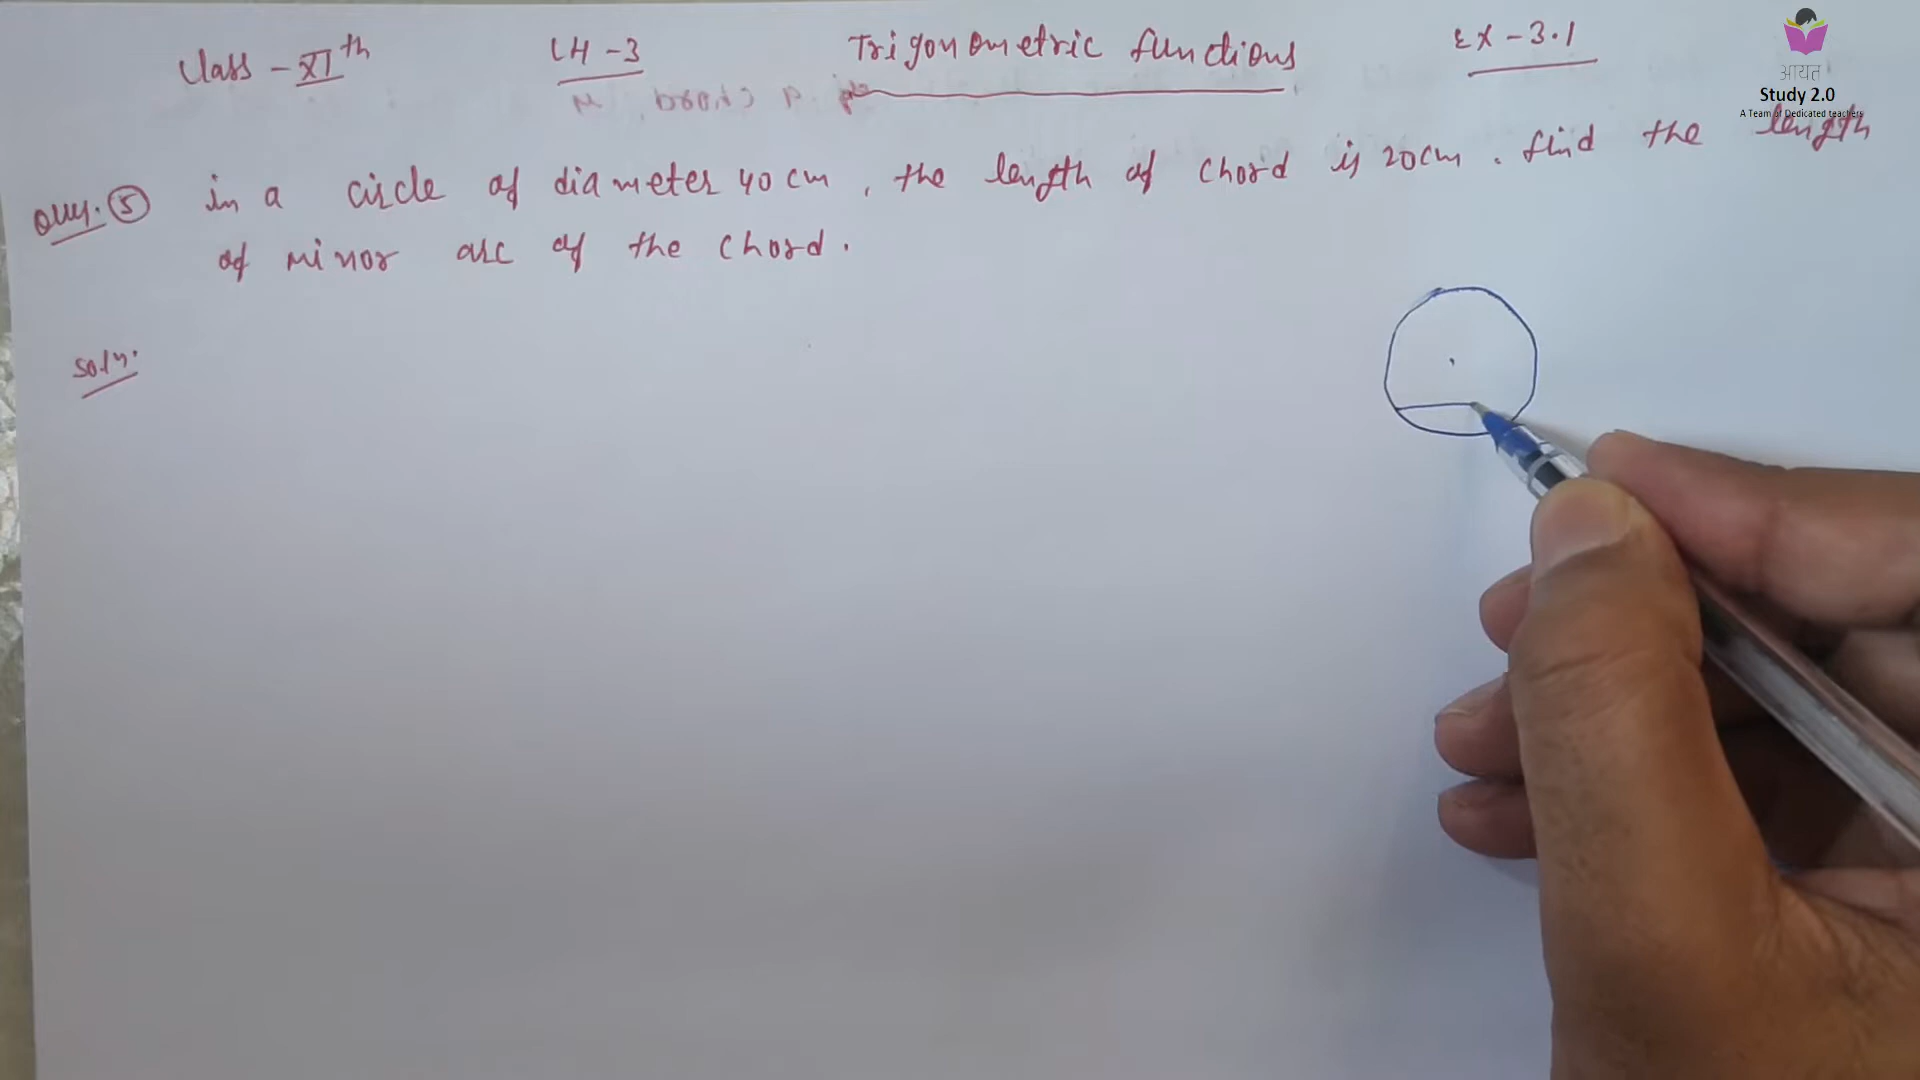 Class - XIth CH-3 Trigonometric functions EX-3.1
आयत
Study 2.0
A Team of Dedicated teachers
Ques. 5 in a circle of diameter 40 cm, the length of chord is 20cm. find the length
of minor arc of the chord.
Soln.